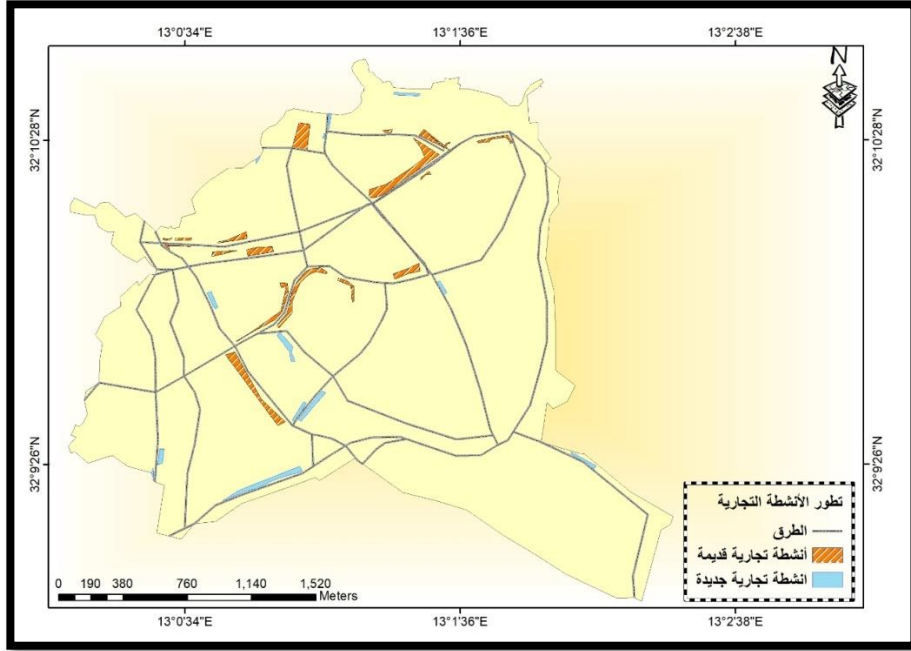 13°0'34"E 13°1'36"E 13°2'38"E
N
32°10'28"N 32°10'28"N
32°9'26"N 32°9'26"N
تطور الأنشطة التجارية
الطرق
أنشطة تجارية قديمة
انشطة تجارية جديدة
0 190 380 760 1,140 1,520
Meters
13°0'34"E 13°1'36"E 13°2'38"E